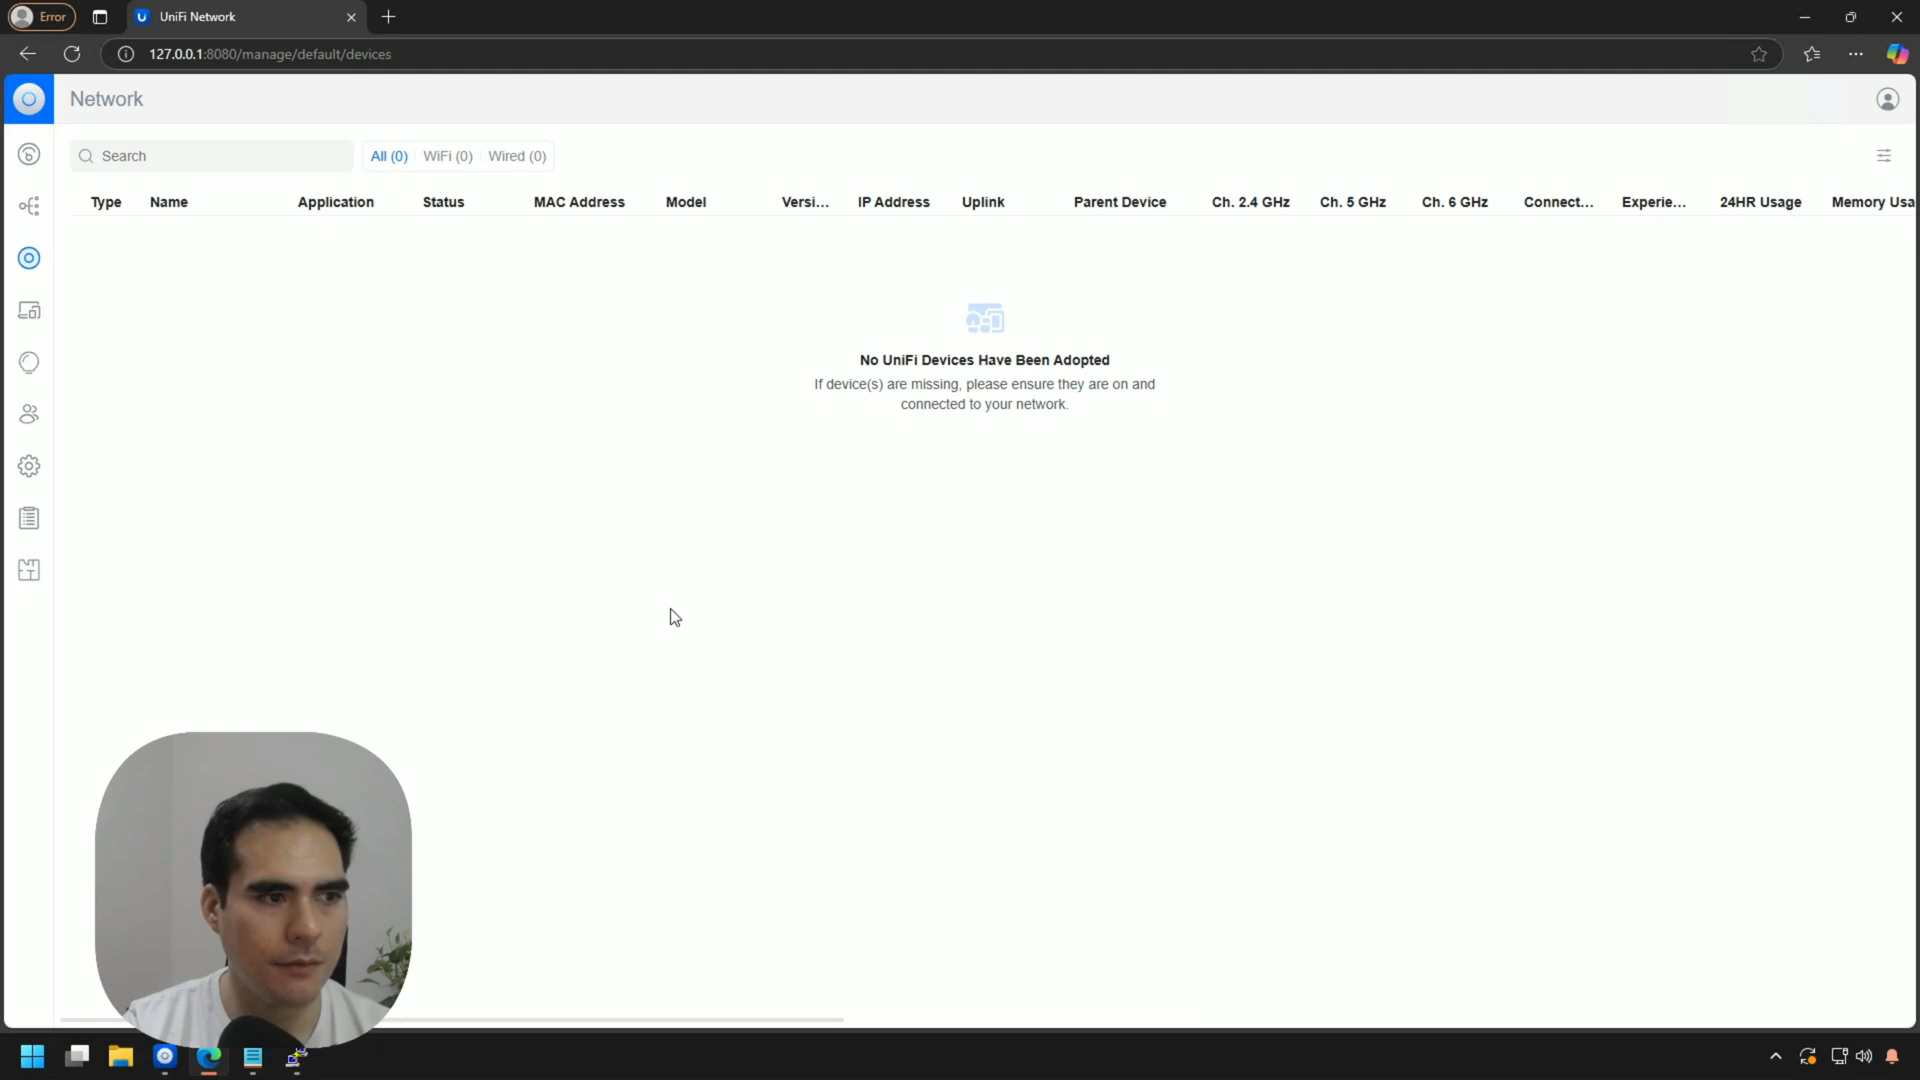 Error
UniFi Network
127.0.0.1:8080/manage/default/devices
Network
Search
All (0) WiFi (0) Wired (0)
Type Name Application Status MAC Address Model Versi... IP Address Uplink Parent Device Ch. 2.4 GHz Ch. 5 GHz Ch. 6 GHz Connect... Experie... 24HR Usage Memory Usa
No UniFi Devices Have Been Adopted
If device(s) are missing, please ensure they are on and
connected to your network.